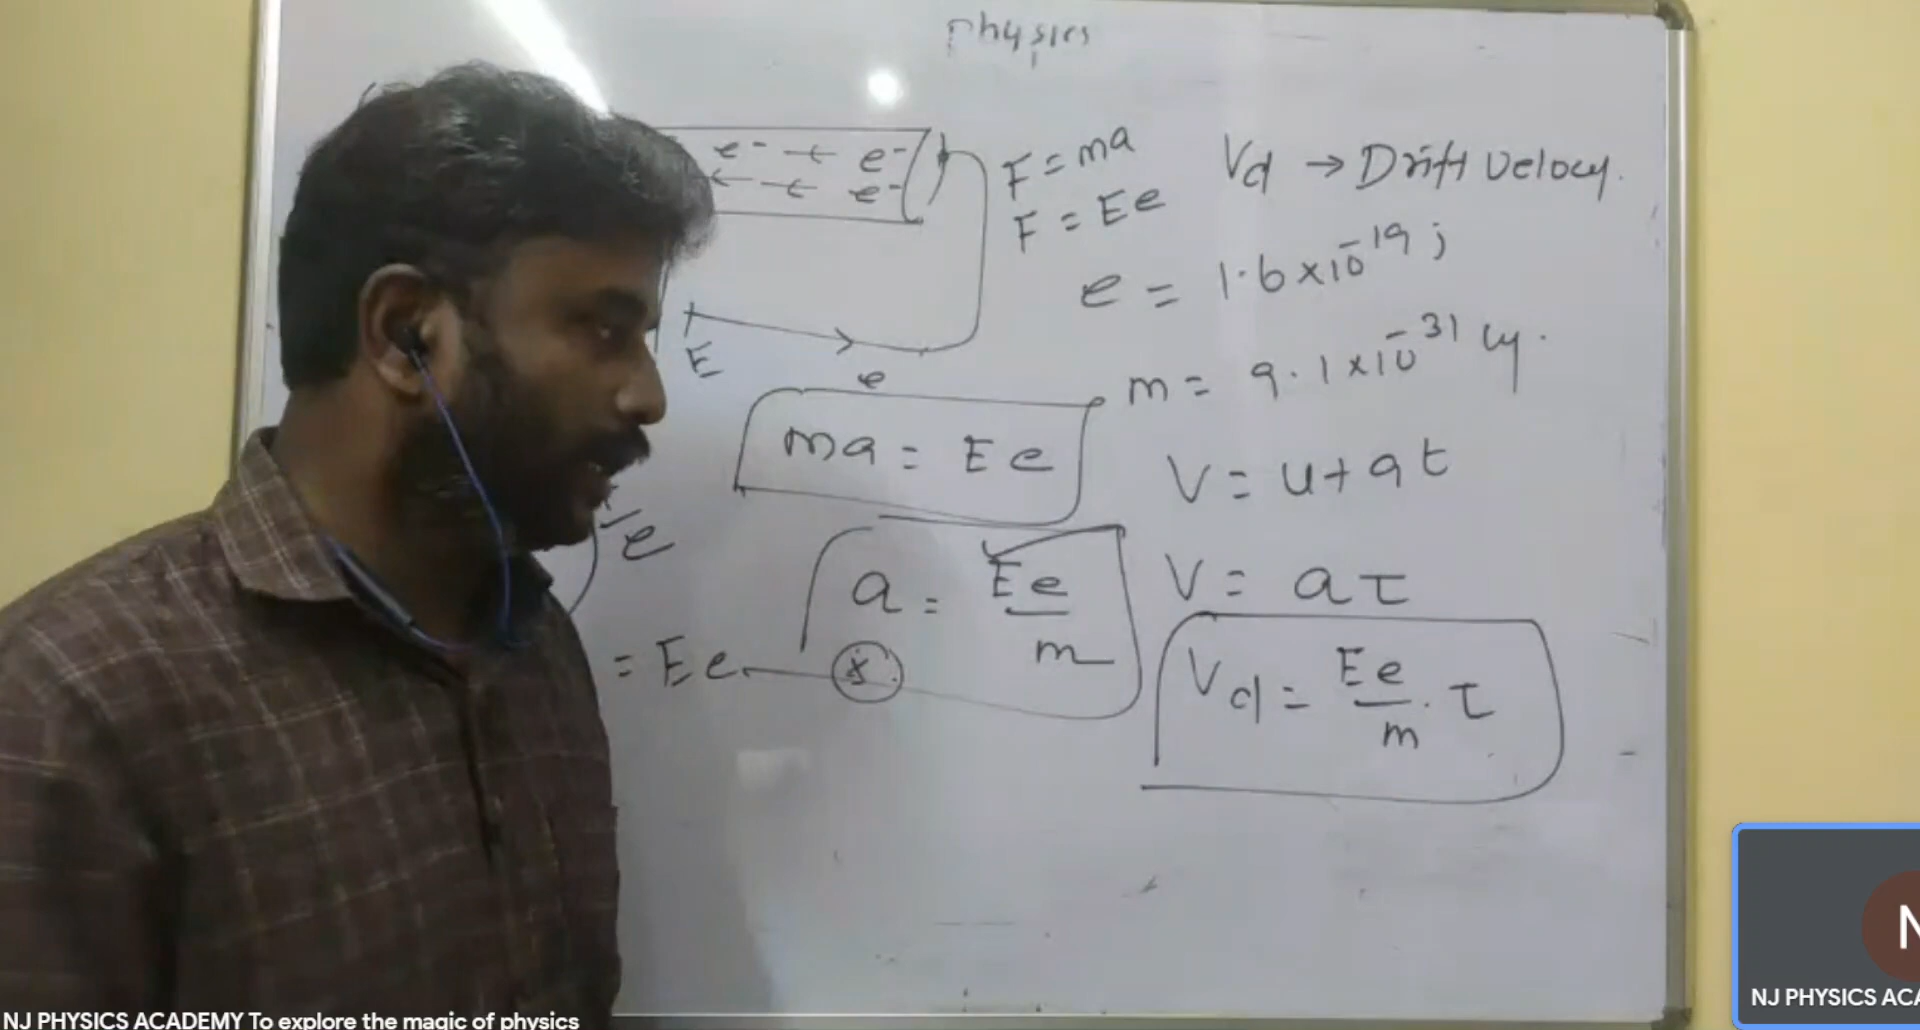 Physics
e⁻ ← e⁻
← ← e⁻
F = ma
F = Ee
Vd → Drift Velocy.
e = 1.6×10⁻¹⁹ j
m = 9.1×10⁻³¹ kg.
E
e
ma = Ee
V = u+at
-e
a = Ee/m
V = aτ
= Ee
Vd = Ee/m . τ
N
NJ PHYSICS ACA
NJ PHYSICS ACADEMY To explore the magic of physics